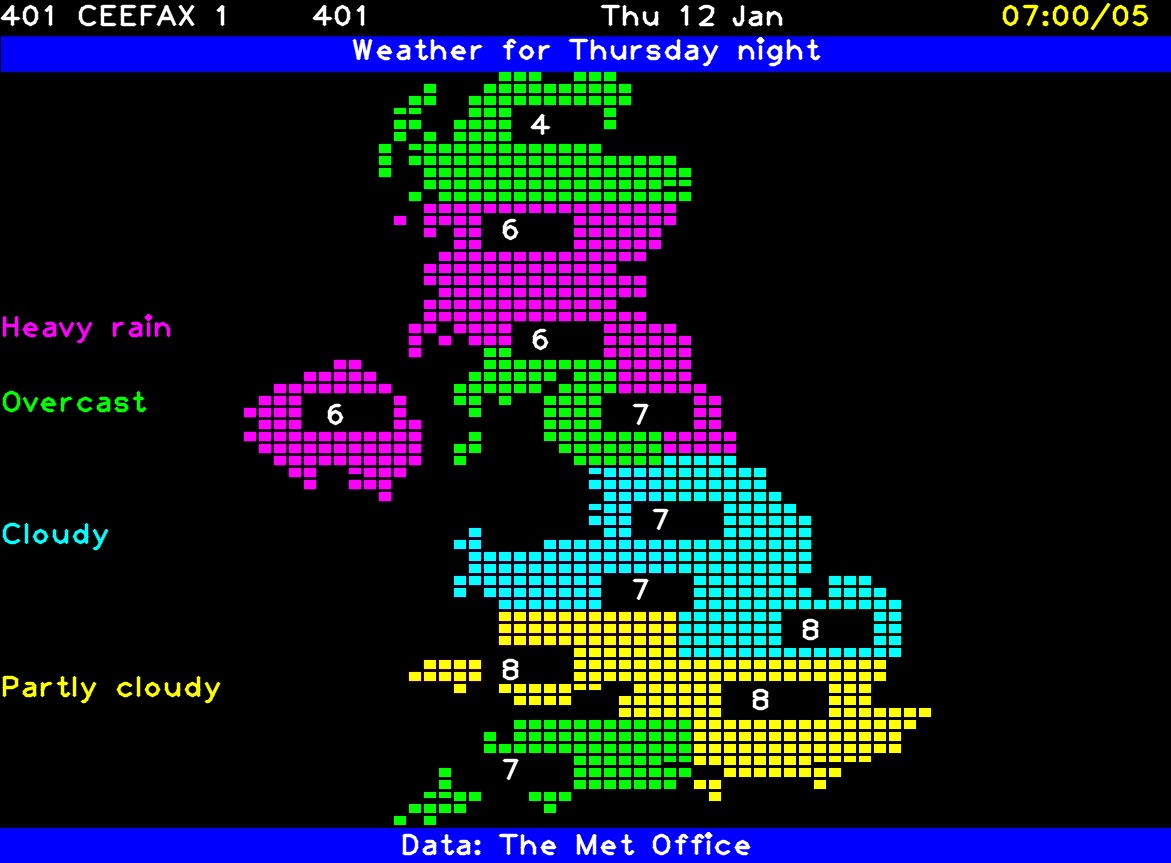 401 CEEFAX 1 401 Thu 12 Jan 07:00/05
Weather for Thursday night
4
6
Heavy rain
6
Overcast
6 7
Cloudy
7
7
8
Partly cloudy
8
8
7
Data: The Met Office